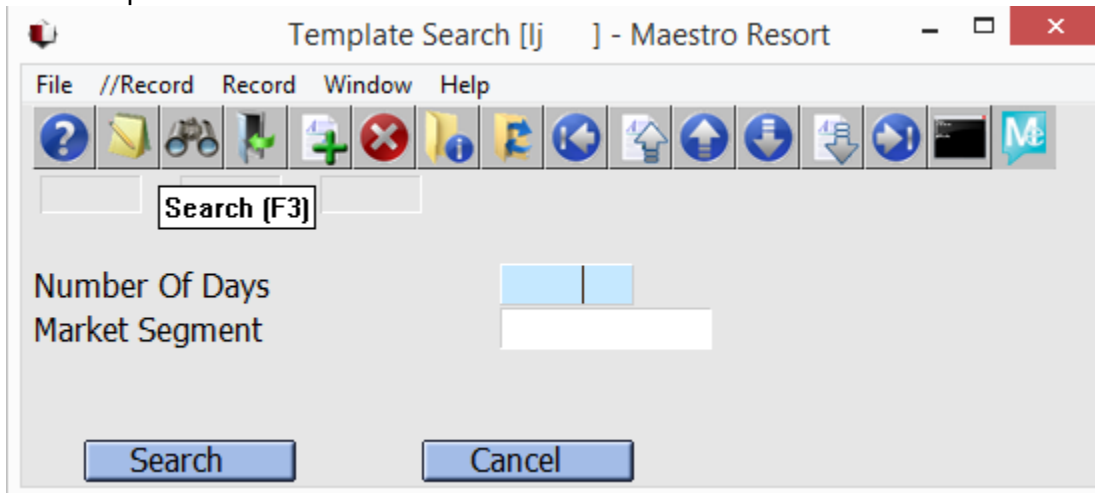 Template Search [lj ] - Maestro Resort
File //Record Record Window Help
Search (F3)
Number Of Days
Market Segment
Search Cancel